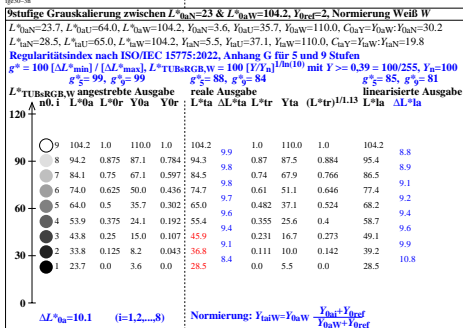 9stufige Grauskalierung zwischen L*0aN=23 & L*0aW=104.2, Y0ref=2, Normierung Weiß W
L*0aN=23.7, L*0aU=64.0, L*0aW=104.2, Y0aN=3.6, Y0aU=35.7, Y0aW=110.0, C0aY=Y0aW:Y0aN=30.2
L*taN=28.5, L*taU=65.0, L*taW=104.2, YtaN=5.5, YtaU=37.1, YtaW=110.0, CtaY=YtaW:YtaN=19.8
Regularitätsindex nach ISO/IEC 15775:2022, Anhang G für 5 und 9 Stufen
g* = 100 [ΔL*min] / [ΔL*max], L*TUBsRGB,W = 100 [Y/Yn]1/ln(10) mit Y >= 0,39 = 100/255, Yn=100
g*5= 99, g*9= 99 g*5= 88, g*9= 84 g*5= 85, g*9= 81
L*TUBsRGB,W angestrebte Ausgabe reale Ausgabe linearisierte Ausgabe
n0. i L*0a L*0r Y0a Y0r L*ta ΔL*ta L*tr Yta (L*tr)1/1.13 L*la ΔL*la
120
9 104.2 1.0 110.0 1.0 104.2 1.0 110.0 1.0 104.2
9.9 8.8
8 94.2 0.875 87.1 0.784 94.3 0.87 87.5 0.884 95.4
9.8 8.9
90
7 84.1 0.75 67.1 0.597 84.5 0.74 67.9 0.766 86.5
9.8 9.1
6 74.0 0.625 50.0 0.436 74.7 0.61 51.1 0.646 77.4
9.7 9.2
60
5 64.0 0.5 35.7 0.302 65.0 0.482 37.1 0.524 68.2
9.6 9.4
4 53.9 0.375 24.1 0.192 55.4 0.355 25.6 0.4 58.7
9.4 9.6
3 43.8 0.25 15.0 0.107 45.9 0.231 16.7 0.273 49.1
9.1 9.9
30
2 33.8 0.125 8.2 0.043 36.8 0.111 10.0 0.142 39.2
8.4 10.8
1 23.7 0.0 3.6 0.0 28.5 0.0 5.5 0.0 28.5
0
ΔL*0a=10.1 (i=1,2,...,8) Normierung: YtaiW=Y0aW Y0ai+Y0ref
Y0aW+Y0ref